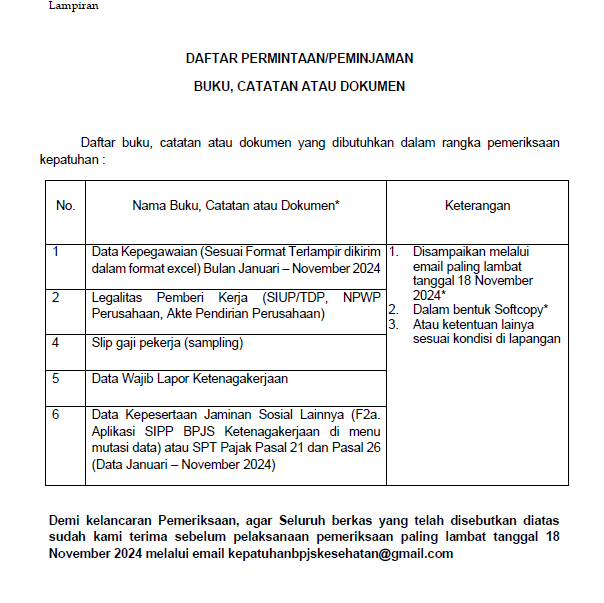 Lampiran
DAFTAR PERMINTAAN/PEMINJAMAN
BUKU, CATATAN ATAU DOKUMEN
Daftar buku, catatan atau dokumen yang dibutuhkan dalam rangka pemeriksaan
kepatuhan :
No.
Nama Buku, Catatan atau Dokumen*
Keterangan
1
Data Kepegawaian (Sesuai Format Terlampir dikirim
dalam format excel) Bulan Januari – November 2024
2
Legalitas Pemberi Kerja (SIUP/TDP, NPWP
Perusahaan, Akte Pendirian Perusahaan)
4
Slip gaji pekerja (sampling)
5
Data Wajib Lapor Ketenagakerjaan
6
Data Kepesertaan Jaminan Sosial Lainnya (F2a.
Aplikasi SIPP BPJS Ketenagakerjaan di menu
mutasi data) atau SPT Pajak Pasal 21 dan Pasal 26
(Data Januari – November 2024)
1. Disampaikan melalui
email paling lambat
tanggal 18 November
2024*
2. Dalam bentuk Softcopy*
3. Atau ketentuan lainya
sesuai kondisi di lapangan
Demi kelancaran Pemeriksaan, agar Seluruh berkas yang telah disebutkan diatas
sudah kami terima sebelum pelaksanaan pemeriksaan paling lambat tanggal 18
November 2024 melalui email kepatuhanbpjskesehatan@gmail.com